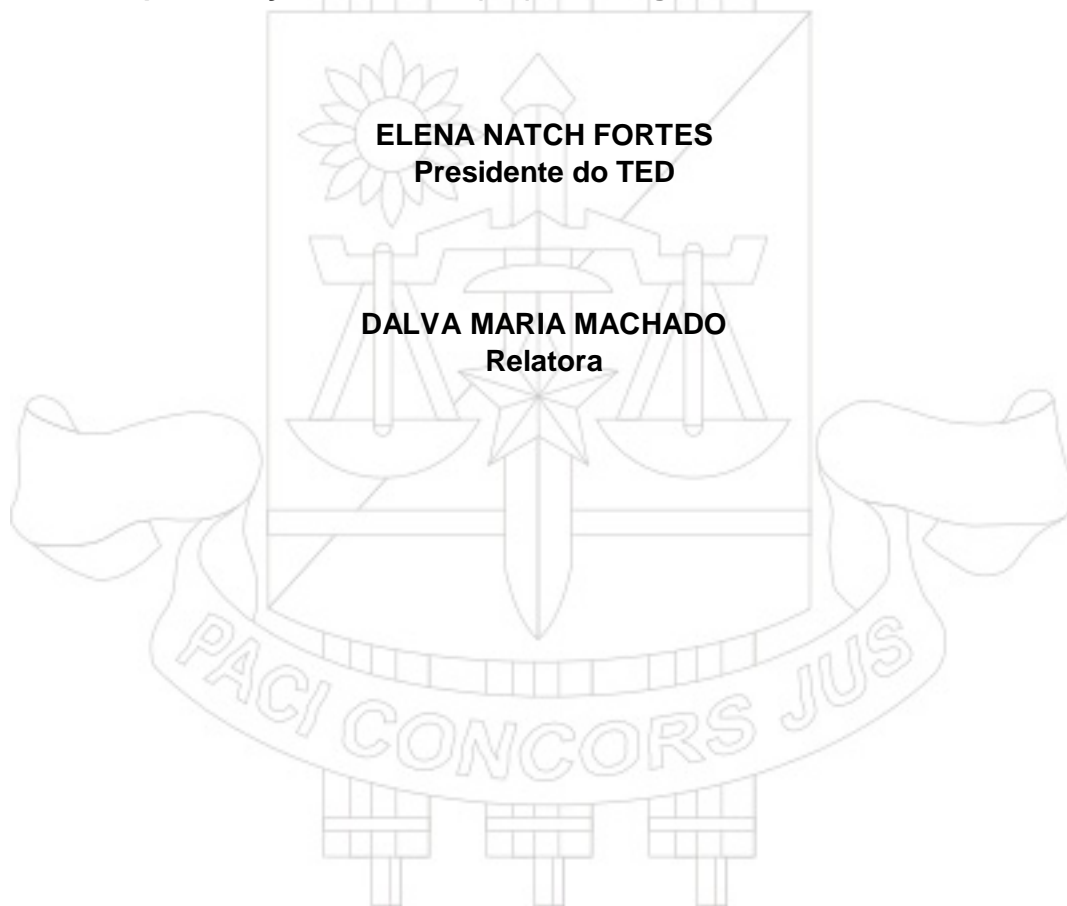 ELENA NATCH FORTES
Presidente do TED
DALVA MARIA MACHADO
Relatora
PACI CONCORS JUS